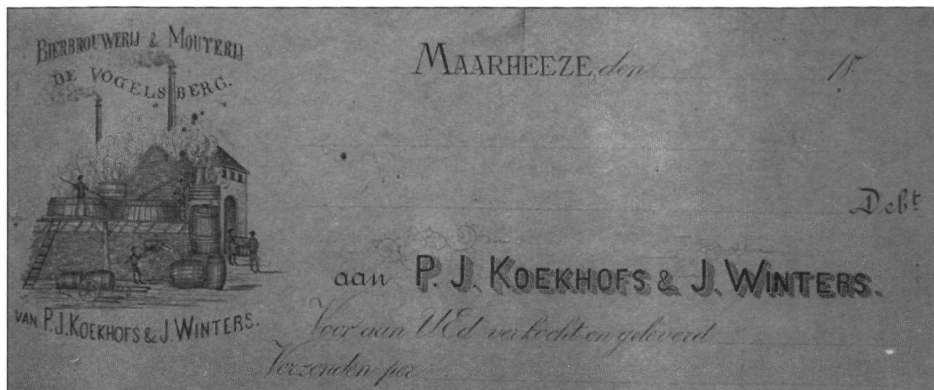 BIERBROUWERIJ & MOUTERIJ
DE VOGELSBERG.
VAN P.J. KOEKHOFS & J. WINTERS.
MAARHEEZE, den 18
Debt
aan P. J. KOEKHOFS & J. WINTERS.
Voor aan UEd verkocht en geleverd
Verzonden per